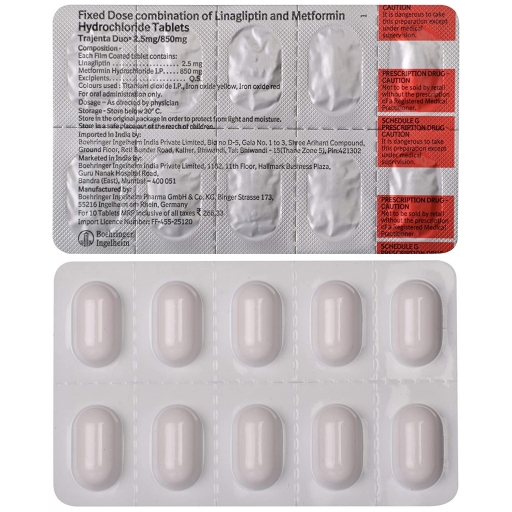 Fixed Dose combination of Linagliptin and Metformin
Hydrochloride Tablets
Trajenta Duo® 2.5mg/850mg
Composition -
Each Film Coated tablet contains:
Linagliptin .......................... 2.5 mg
Metformin Hydrochloride I.P. .... 850 mg
Excipients.......................... Q.S
Colours used : Titanium dioxide I.P., Iron oxide yellow, Iron oxide red
For oral administration only.
Dosage - As directed by physician
Storage - Store below 30°C.
Store in the original package in order to protect from light and moisture.
Store in a safe place out of the reach of children.
Imported in India by:
Boehringer Ingelheim India Private Limited, Bldg no D-5, Gala No. 1 to 3, Shree Arihant Compound,
Ground Floor, Reti Bunder Road, Kalher, Bhiwandi, Tal: Bhiwandi - 15(Thane Zone 5), Pin:421302
Marketed in India by:
Boehringer Ingelheim India Private Limited, 1102, 11th Floor, Hallmark Business Plaza,
Guru Nanak Hospital Road,
Bandra (East), Mumbai - 400 051
Manufactured by:
Boehringer Ingelheim Pharma GmbH & Co. KG, Binger Strasse 173,
55216 Ingelheim am Rhein, Germany
For 10 Tablets MRP inclusive of all taxes ₹ 266.33
Import Licence Number: FF-455-25120
Boehringer
Ingelheim
1
CAUTION
It is dangerous to take
this preparation except
under medical
supervision.
PRESCRIPTION DRUG -
CAUTION
Not to be sold by retail
without the prescription
of a Registered Medical
Practitioner.
SCHEDULE G
PRESCRIPTION DRUG -
CAUTION
It is dangerous to take
this preparation except
under medical
supervision.
PRESCRIPTION DRUG -
CAUTION
Not to be sold by retail
without the prescription
of a Registered Medical
Practitioner.
SCHEDULE G
PRESCRIPTION DRUG -